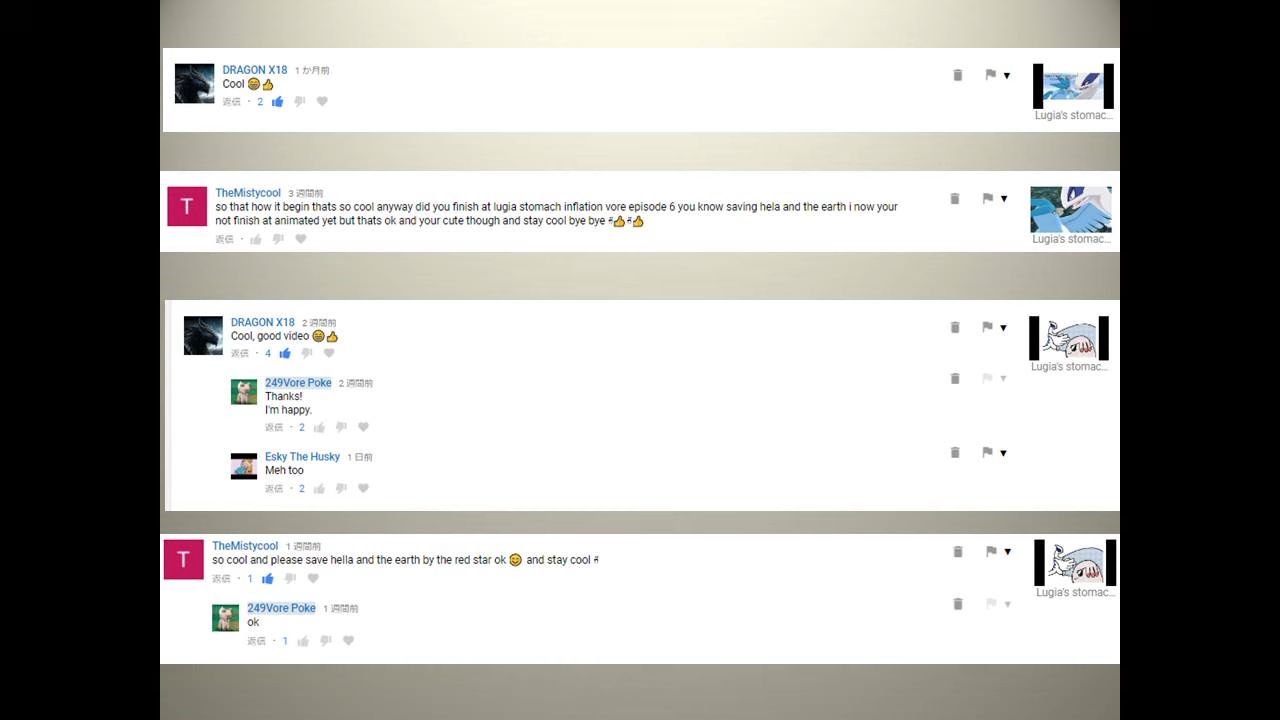 DRAGON X18 1 か月前
Cool 😁👍
返信 · 2
Lugia's stomac...
T
TheMistycool 3 週間前
so that how it begin thats so cool anyway did you finish at lugia stomach inflation vore episode 6 you know saving hela and the earth i now your
not finish at animated yet but thats ok and your cute though and stay cool bye bye 👍👍
返信 ·
Lugia's stomac...
DRAGON X18 2 週間前
Cool, good video 😁👍
返信 · 4
Lugia's stomac...
249Vore Poke 2 週間前
Thanks!
I'm happy.
返信 · 2
Esky The Husky 1 日前
Meh too
返信 · 2
T
TheMistycool 1 週間前
so cool and please save hella and the earth by the red star ok 😊 and stay cool
返信 · 1
Lugia's stomac...
249Vore Poke 1 週間前
ok
返信 · 1